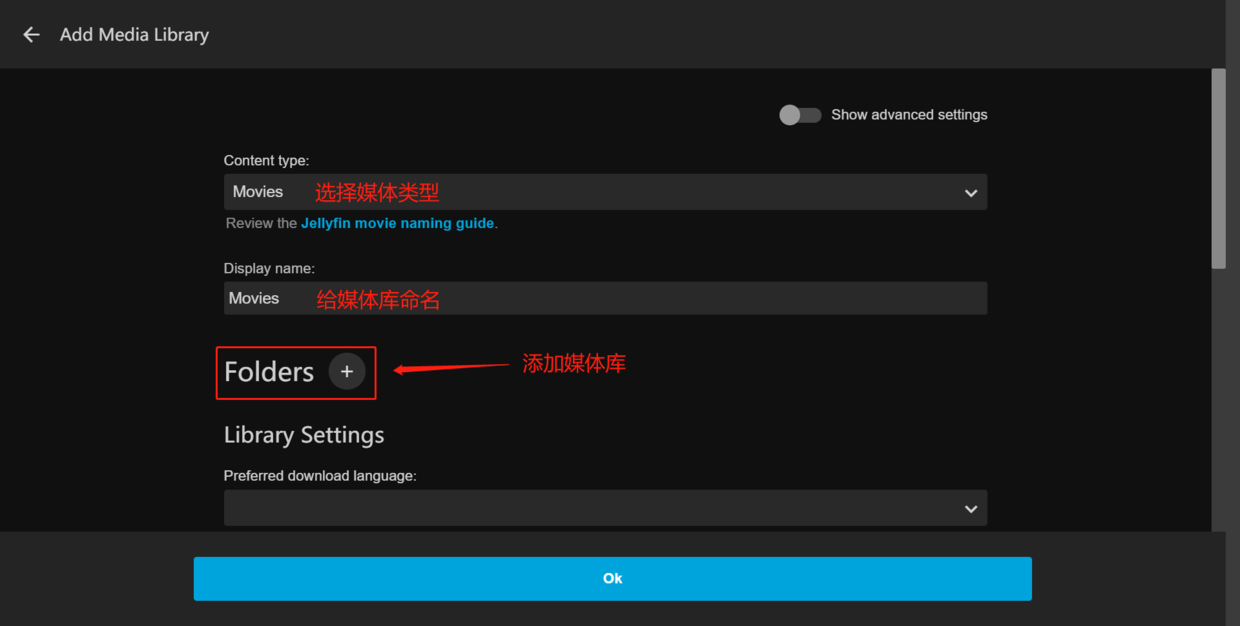 Add Media Library
Show advanced settings
Content type:
Movies 选择媒体类型
Review the Jellyfin movie naming guide.
Display name:
Movies 给媒体库命名
Folders + 添加媒体库
Library Settings
Preferred download language:
Ok